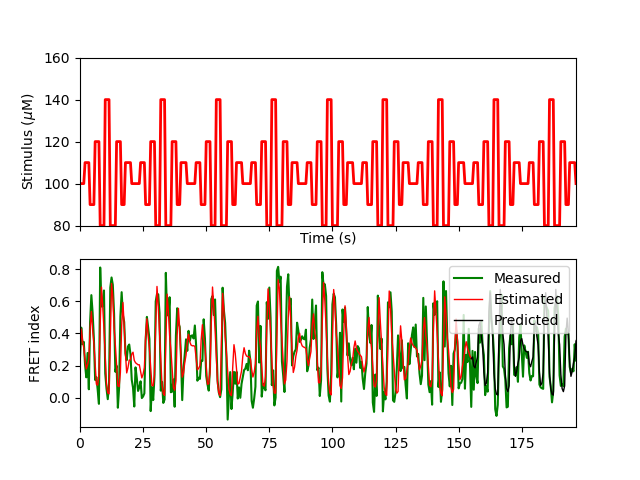 160
140
120
100
80
Stimulus (μM)
Time (s)
0.8
0.6
0.4
0.2
0.0
FRET index
Measured
Estimated
Predicted
0 25 50 75 100 125 150 175